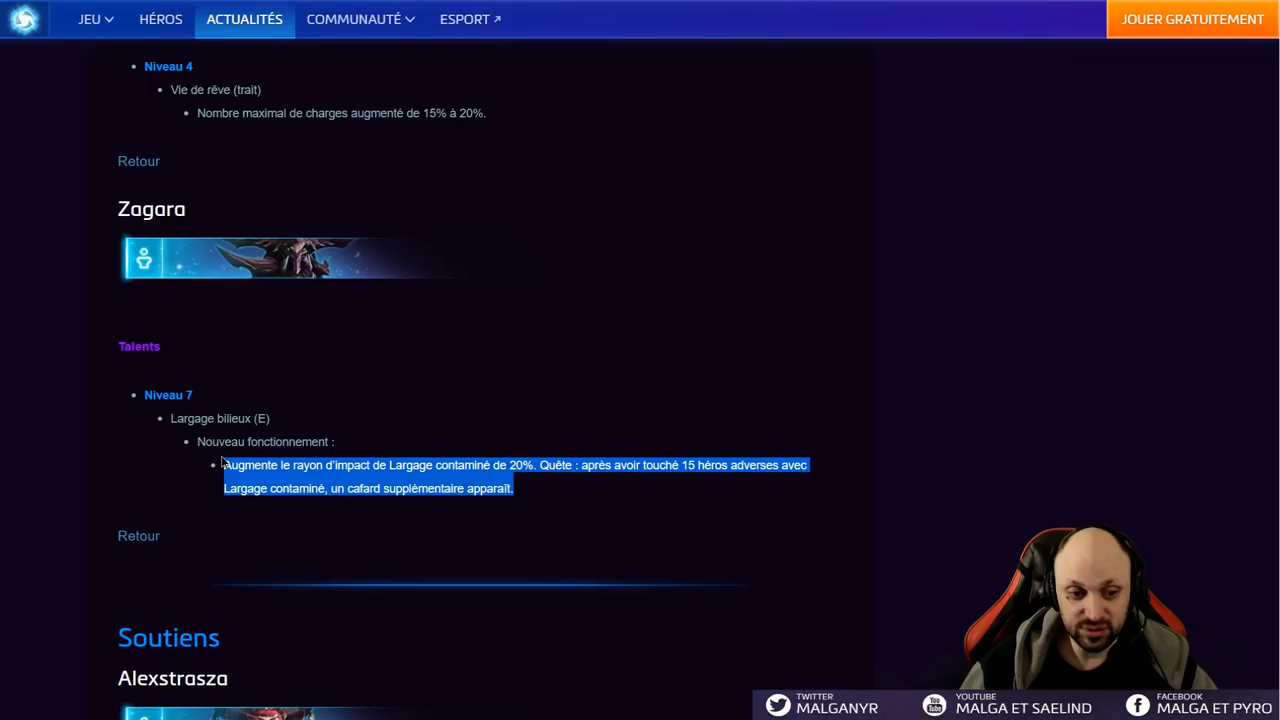 JEU HÉROS ACTUALITÉS COMMUNAUTÉ ESPORT JOUER GRATUITEMENT
Niveau 4
Vie de rêve (trait)
Nombre maximal de charges augmenté de 15% à 20%.
Retour
Zagara
Talents
Niveau 7
Largage bilieux (E)
Nouveau fonctionnement :
Augmente le rayon d'impact de Largage contaminé de 20%. Quête : après avoir touché 15 héros adverses avec
Largage contaminé, un cafard supplémentaire apparaît.
Retour
Soutiens
Alexstrasza
TWITTER
MALGANYR
YOUTUBE
MALGA ET SAELIND
FACEBOOK
MALGA ET PYRO